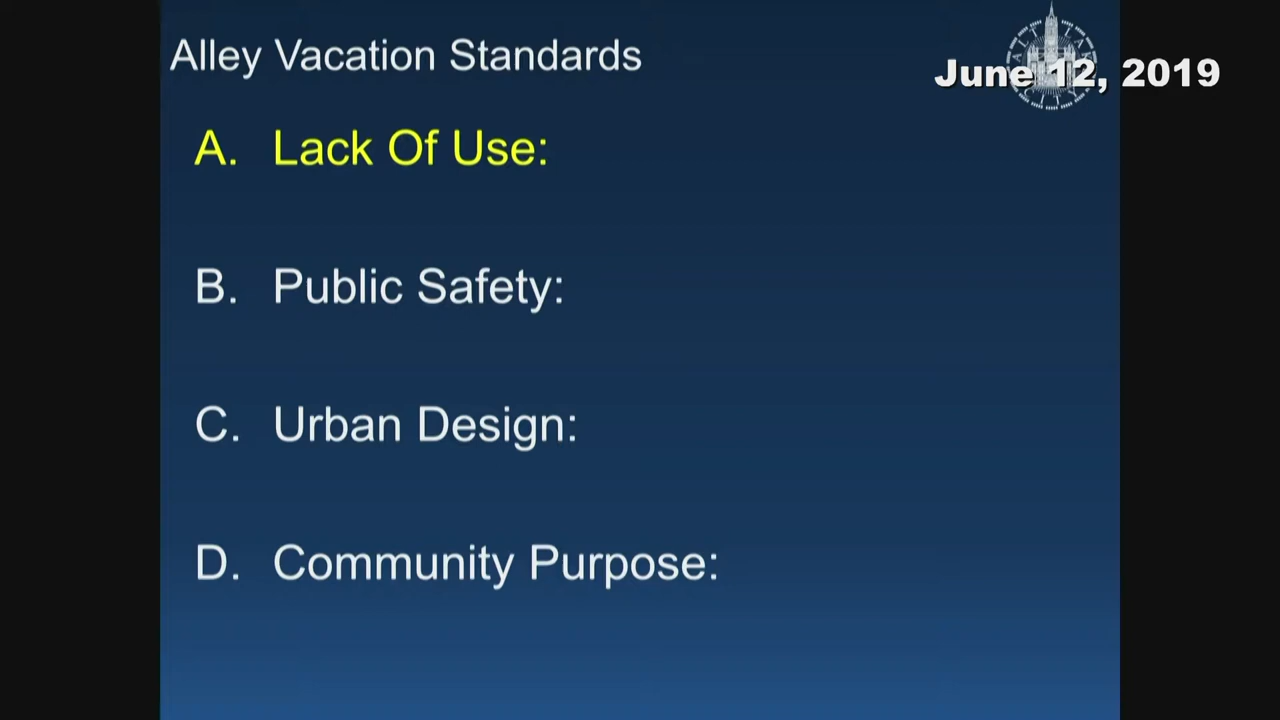 Alley Vacation Standards
June 12, 2019
A. Lack Of Use:
B. Public Safety:
C. Urban Design:
D. Community Purpose: